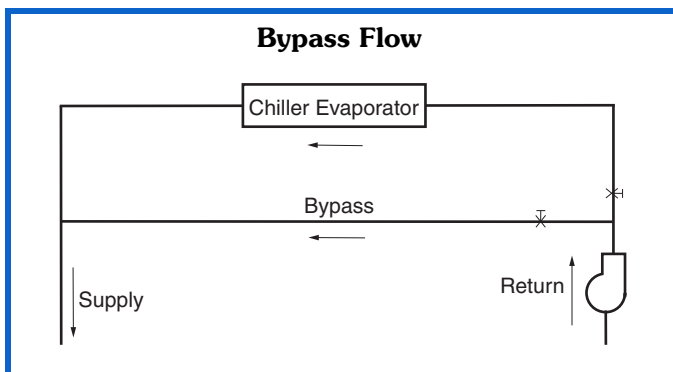 Bypass Flow
Chiller Evaporator
Bypass
Supply
Return